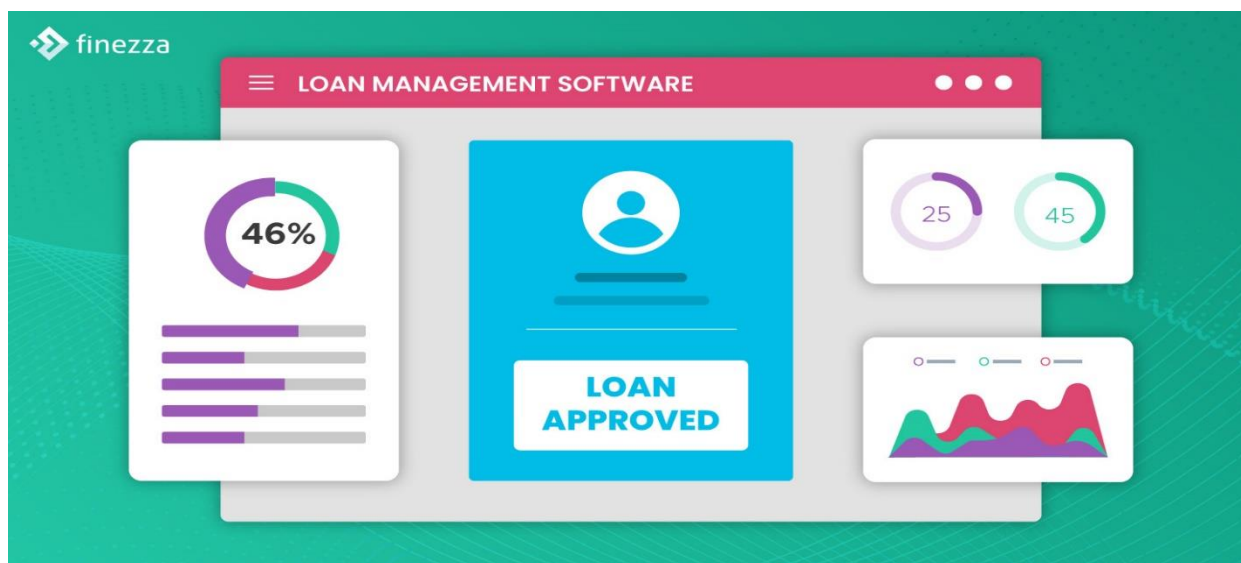 finezza
LOAN MANAGEMENT SOFTWARE
46%
LOAN
APPROVED
25
45